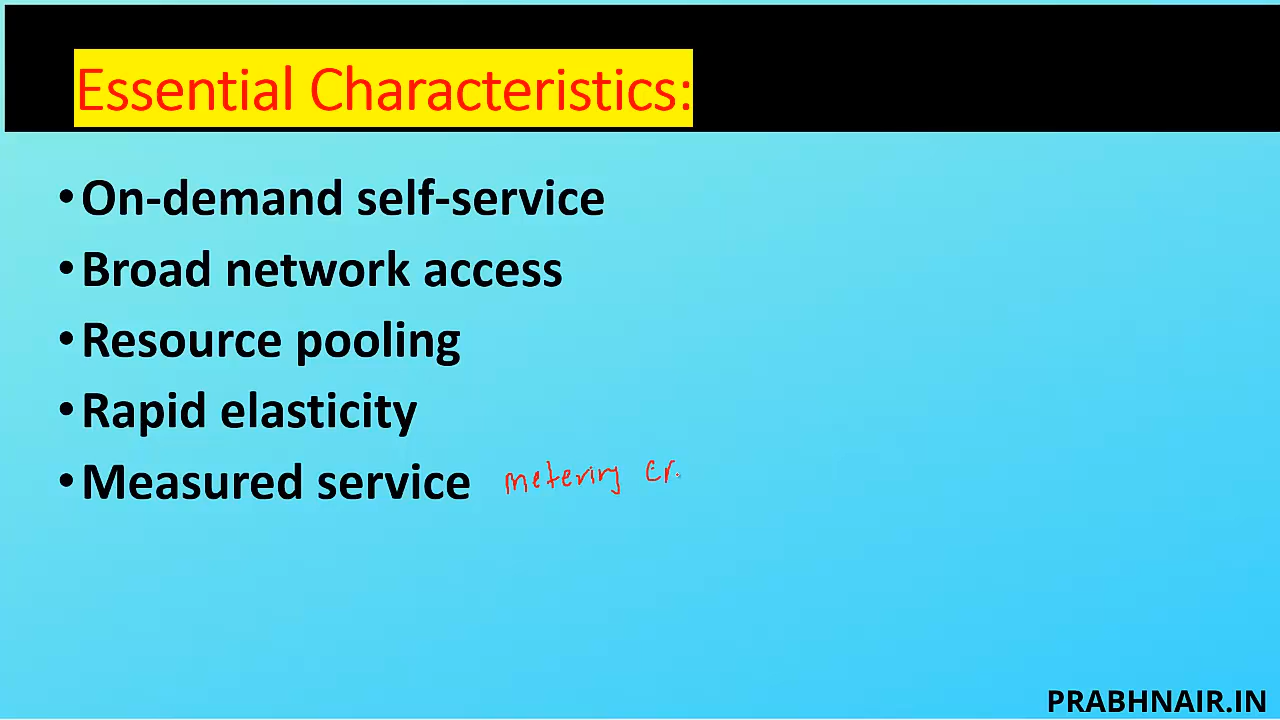 Essential Characteristics:
•On-demand self-service
•Broad network access
•Resource pooling
•Rapid elasticity
•Measured service metering
PRABHNAIR.IN